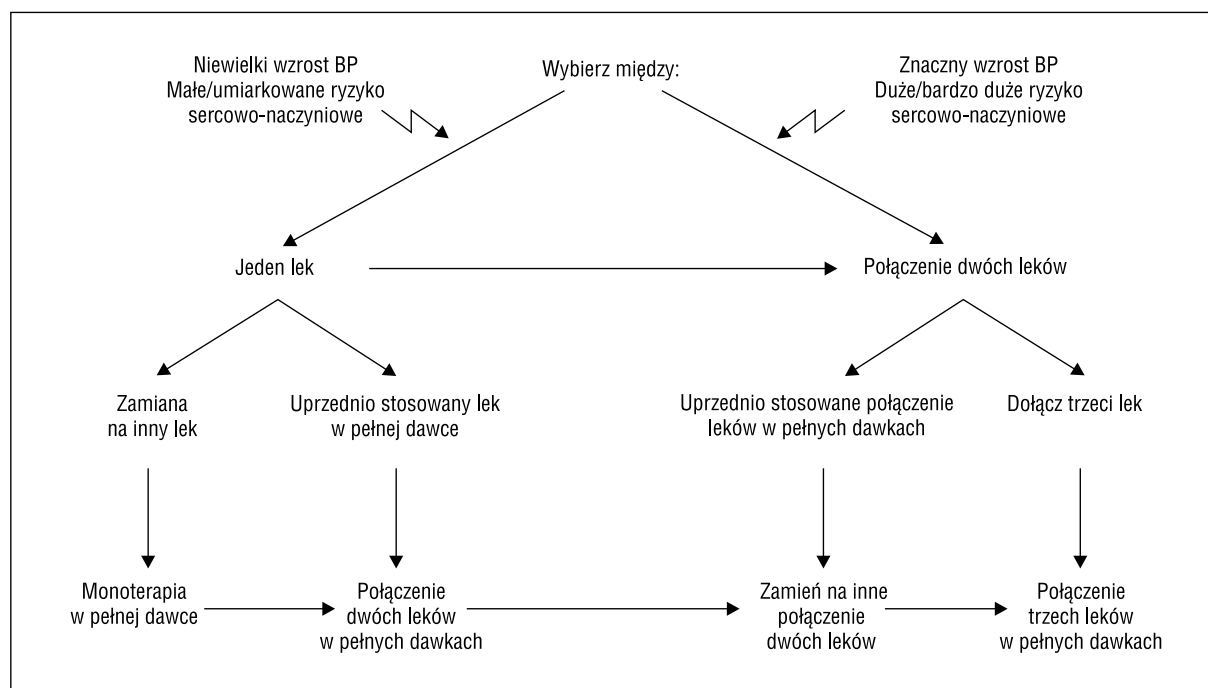 Niewielki wzrost BP
Małe/umiarkowane ryzyko
sercowo-naczyniowe
Wybierz między:
Znaczny wzrost BP
Duże/bardzo duże ryzyko
sercowo-naczyniowe
Jeden lek
Połączenie dwóch leków
Zamiana
na inny lek
Uprzednio stosowany lek
w pełnej dawce
Uprzednio stosowane połączenie
leków w pełnych dawkach
Dołącz trzeci lek
Monoterapia
w pełnej dawce
Połączenie
dwóch leków
w pełnych dawkach
Zamień na inne
połączenie
dwóch leków
Połączenie
trzech leków
w pełnych dawkach